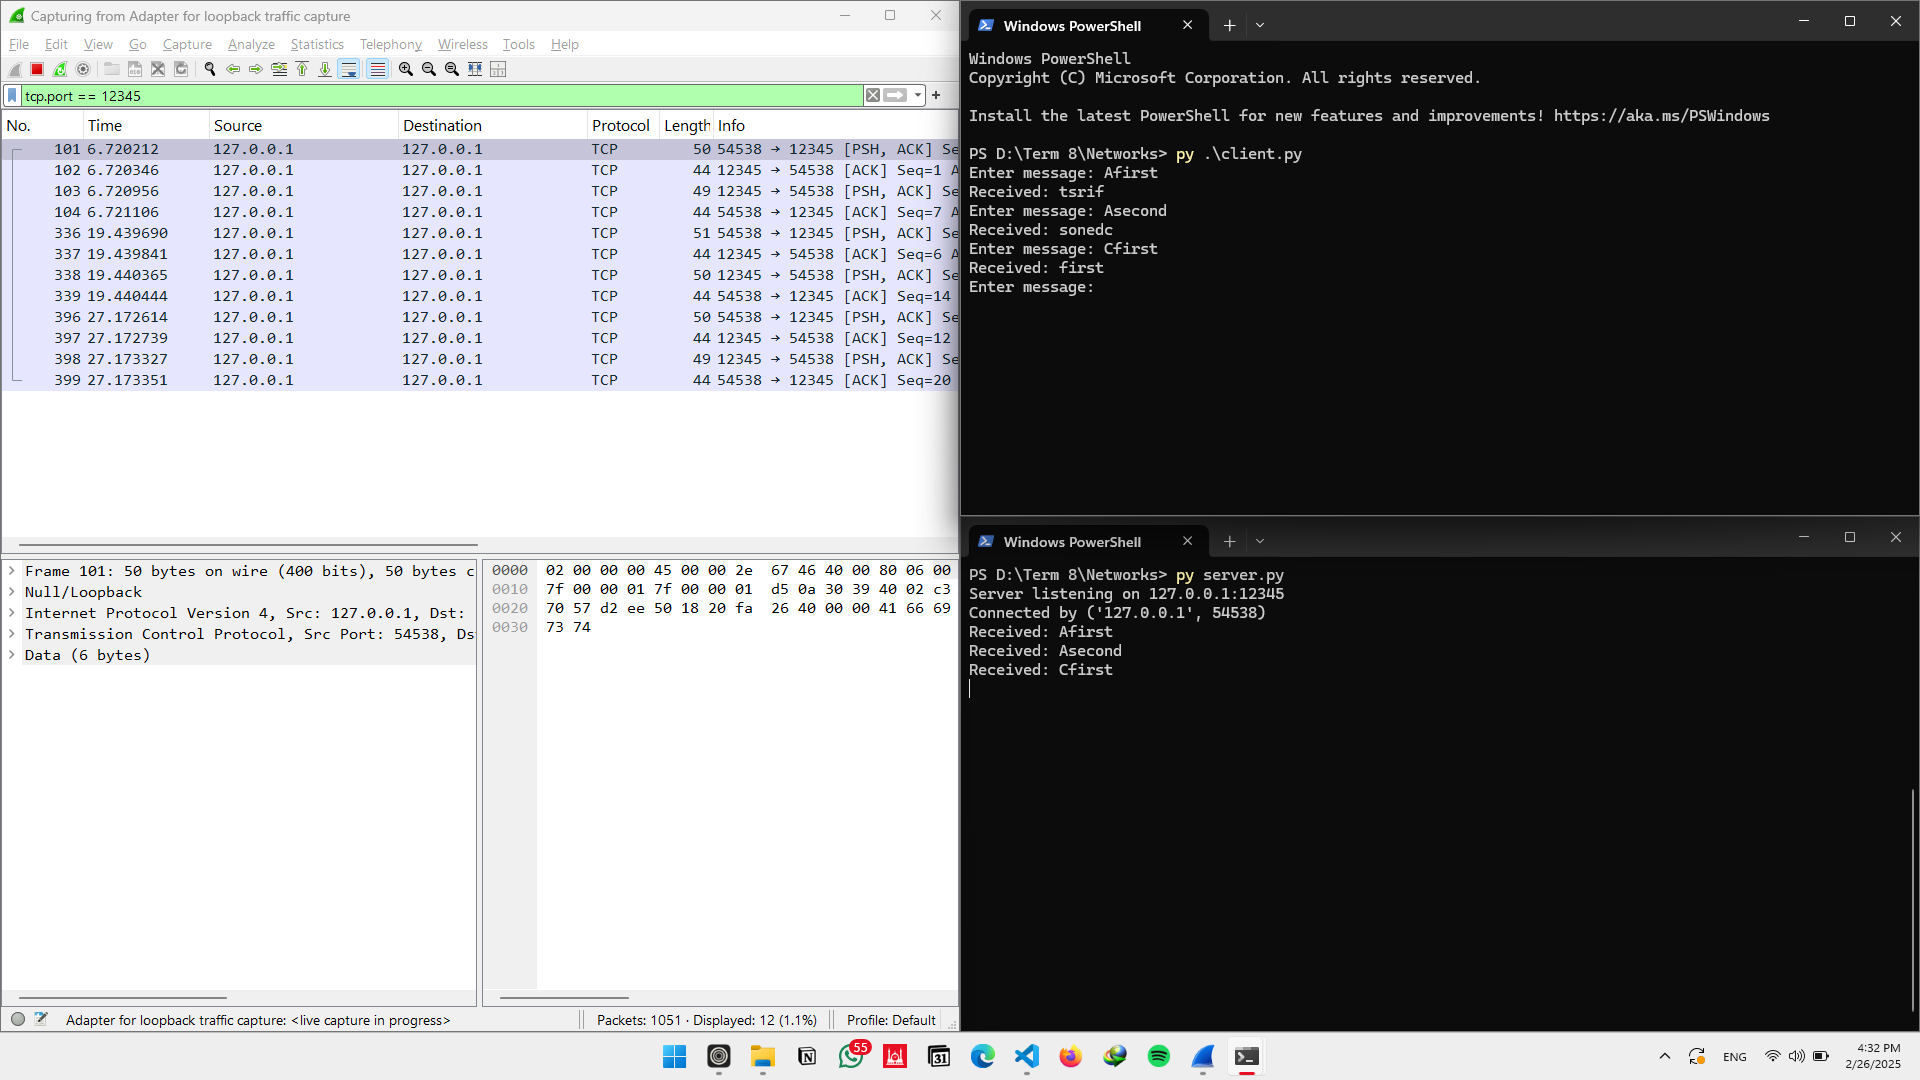 Capturing from Adapter for loopback traffic capture
File Edit View Go Capture Analyze Statistics Telephony Wireless Tools Help
tcp.port == 12345
No. Time Source Destination Protocol Length Info
101 6.720212 127.0.0.1 127.0.0.1 TCP 50 54538 → 12345 [PSH, ACK] Se
102 6.720346 127.0.0.1 127.0.0.1 TCP 44 12345 → 54538 [ACK] Seq=1 A
103 6.720956 127.0.0.1 127.0.0.1 TCP 49 12345 → 54538 [PSH, ACK] Se
104 6.721106 127.0.0.1 127.0.0.1 TCP 44 54538 → 12345 [ACK] Seq=7 A
336 19.439690 127.0.0.1 127.0.0.1 TCP 51 54538 → 12345 [PSH, ACK] Se
337 19.439841 127.0.0.1 127.0.0.1 TCP 44 12345 → 54538 [ACK] Seq=6 A
338 19.440365 127.0.0.1 127.0.0.1 TCP 50 12345 → 54538 [PSH, ACK] Se
339 19.440444 127.0.0.1 127.0.0.1 TCP 44 54538 → 12345 [ACK] Seq=14
396 27.172614 127.0.0.1 127.0.0.1 TCP 50 54538 → 12345 [PSH, ACK] Se
397 27.172739 127.0.0.1 127.0.0.1 TCP 44 12345 → 54538 [ACK] Seq=12
398 27.173327 127.0.0.1 127.0.0.1 TCP 49 12345 → 54538 [PSH, ACK] Se
399 27.173351 127.0.0.1 127.0.0.1 TCP 44 54538 → 12345 [ACK] Seq=20
Frame 101: 50 bytes on wire (400 bits), 50 bytes c
Null/Loopback
Internet Protocol Version 4, Src: 127.0.0.1, Dst:
Transmission Control Protocol, Src Port: 54538, Ds
Data (6 bytes)
0000 02 00 00 00 45 00 00 2e 67 46 40 00 80 06 00
0010 7f 00 00 01 7f 00 00 01 d5 0a 30 39 40 02 c3
0020 70 57 d2 ee 50 18 20 fa 26 40 00 00 41 66 69
0030 73 74
Adapter for loopback traffic capture: <live capture in progress>
Packets: 1051 · Displayed: 12 (1.1%)
Profile: Default
Windows PowerShell
Windows PowerShell
Copyright (C) Microsoft Corporation. All rights reserved.
Install the latest PowerShell for new features and improvements! https://aka.ms/PSWindows
PS D:\Term 8\Networks> py .\client.py
Enter message: Afirst
Received: tsrif
Enter message: Asecond
Received: sonedc
Enter message: Cfirst
Received: first
Enter message:
Windows PowerShell
PS D:\Term 8\Networks> py server.py
Server listening on 127.0.0.1:12345
Connected by ('127.0.0.1', 54538)
Received: Afirst
Received: Asecond
Received: Cfirst
55
31
ENG
4:32 PM
2/26/2025